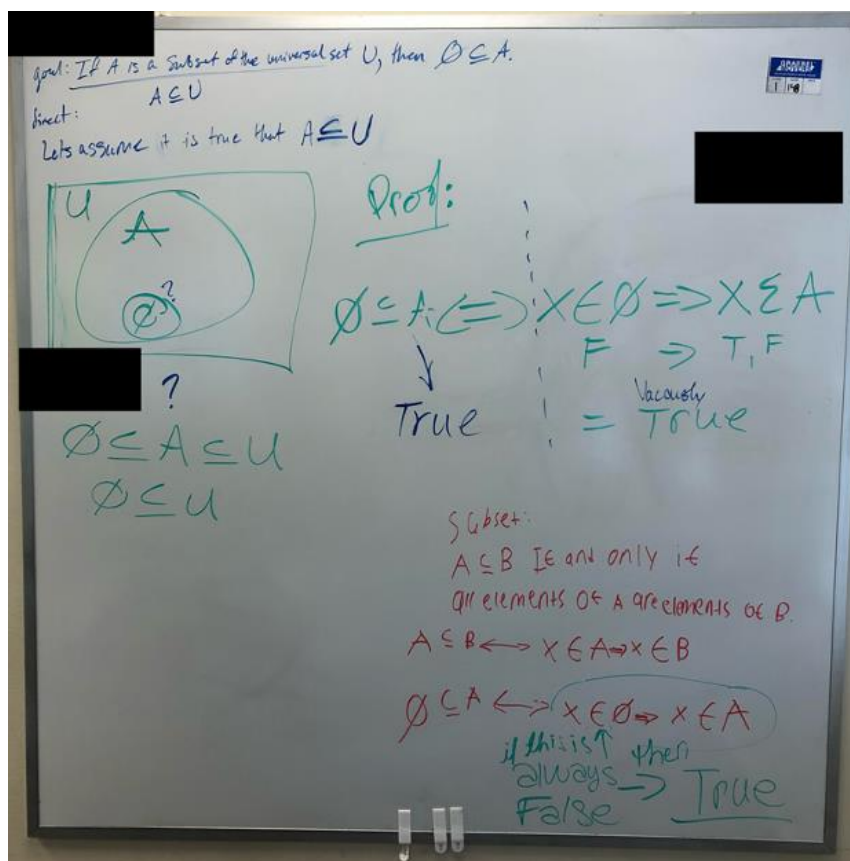 goal: If A is a subset of the universal set U, then ∅ ⊆ A.
A ⊆ U
direct:
Lets assume it is true that A ⊆ U
U
A
∅?
?
∅ ⊆ A ⊆ U
∅ ⊆ U
Proof:
∅ ⊆ A <=> X ∈ ∅ => X ∈ A
F => T, F
True
Vacously
= True
Subset:
A ⊆ B If and only if
all elements of A are elements of B.
A ⊆ B <-> X ∈ A => x ∈ B
∅ ⊆ A <-> X ∈ ∅ => X ∈ A
if this is ↑ then
always -> True
False